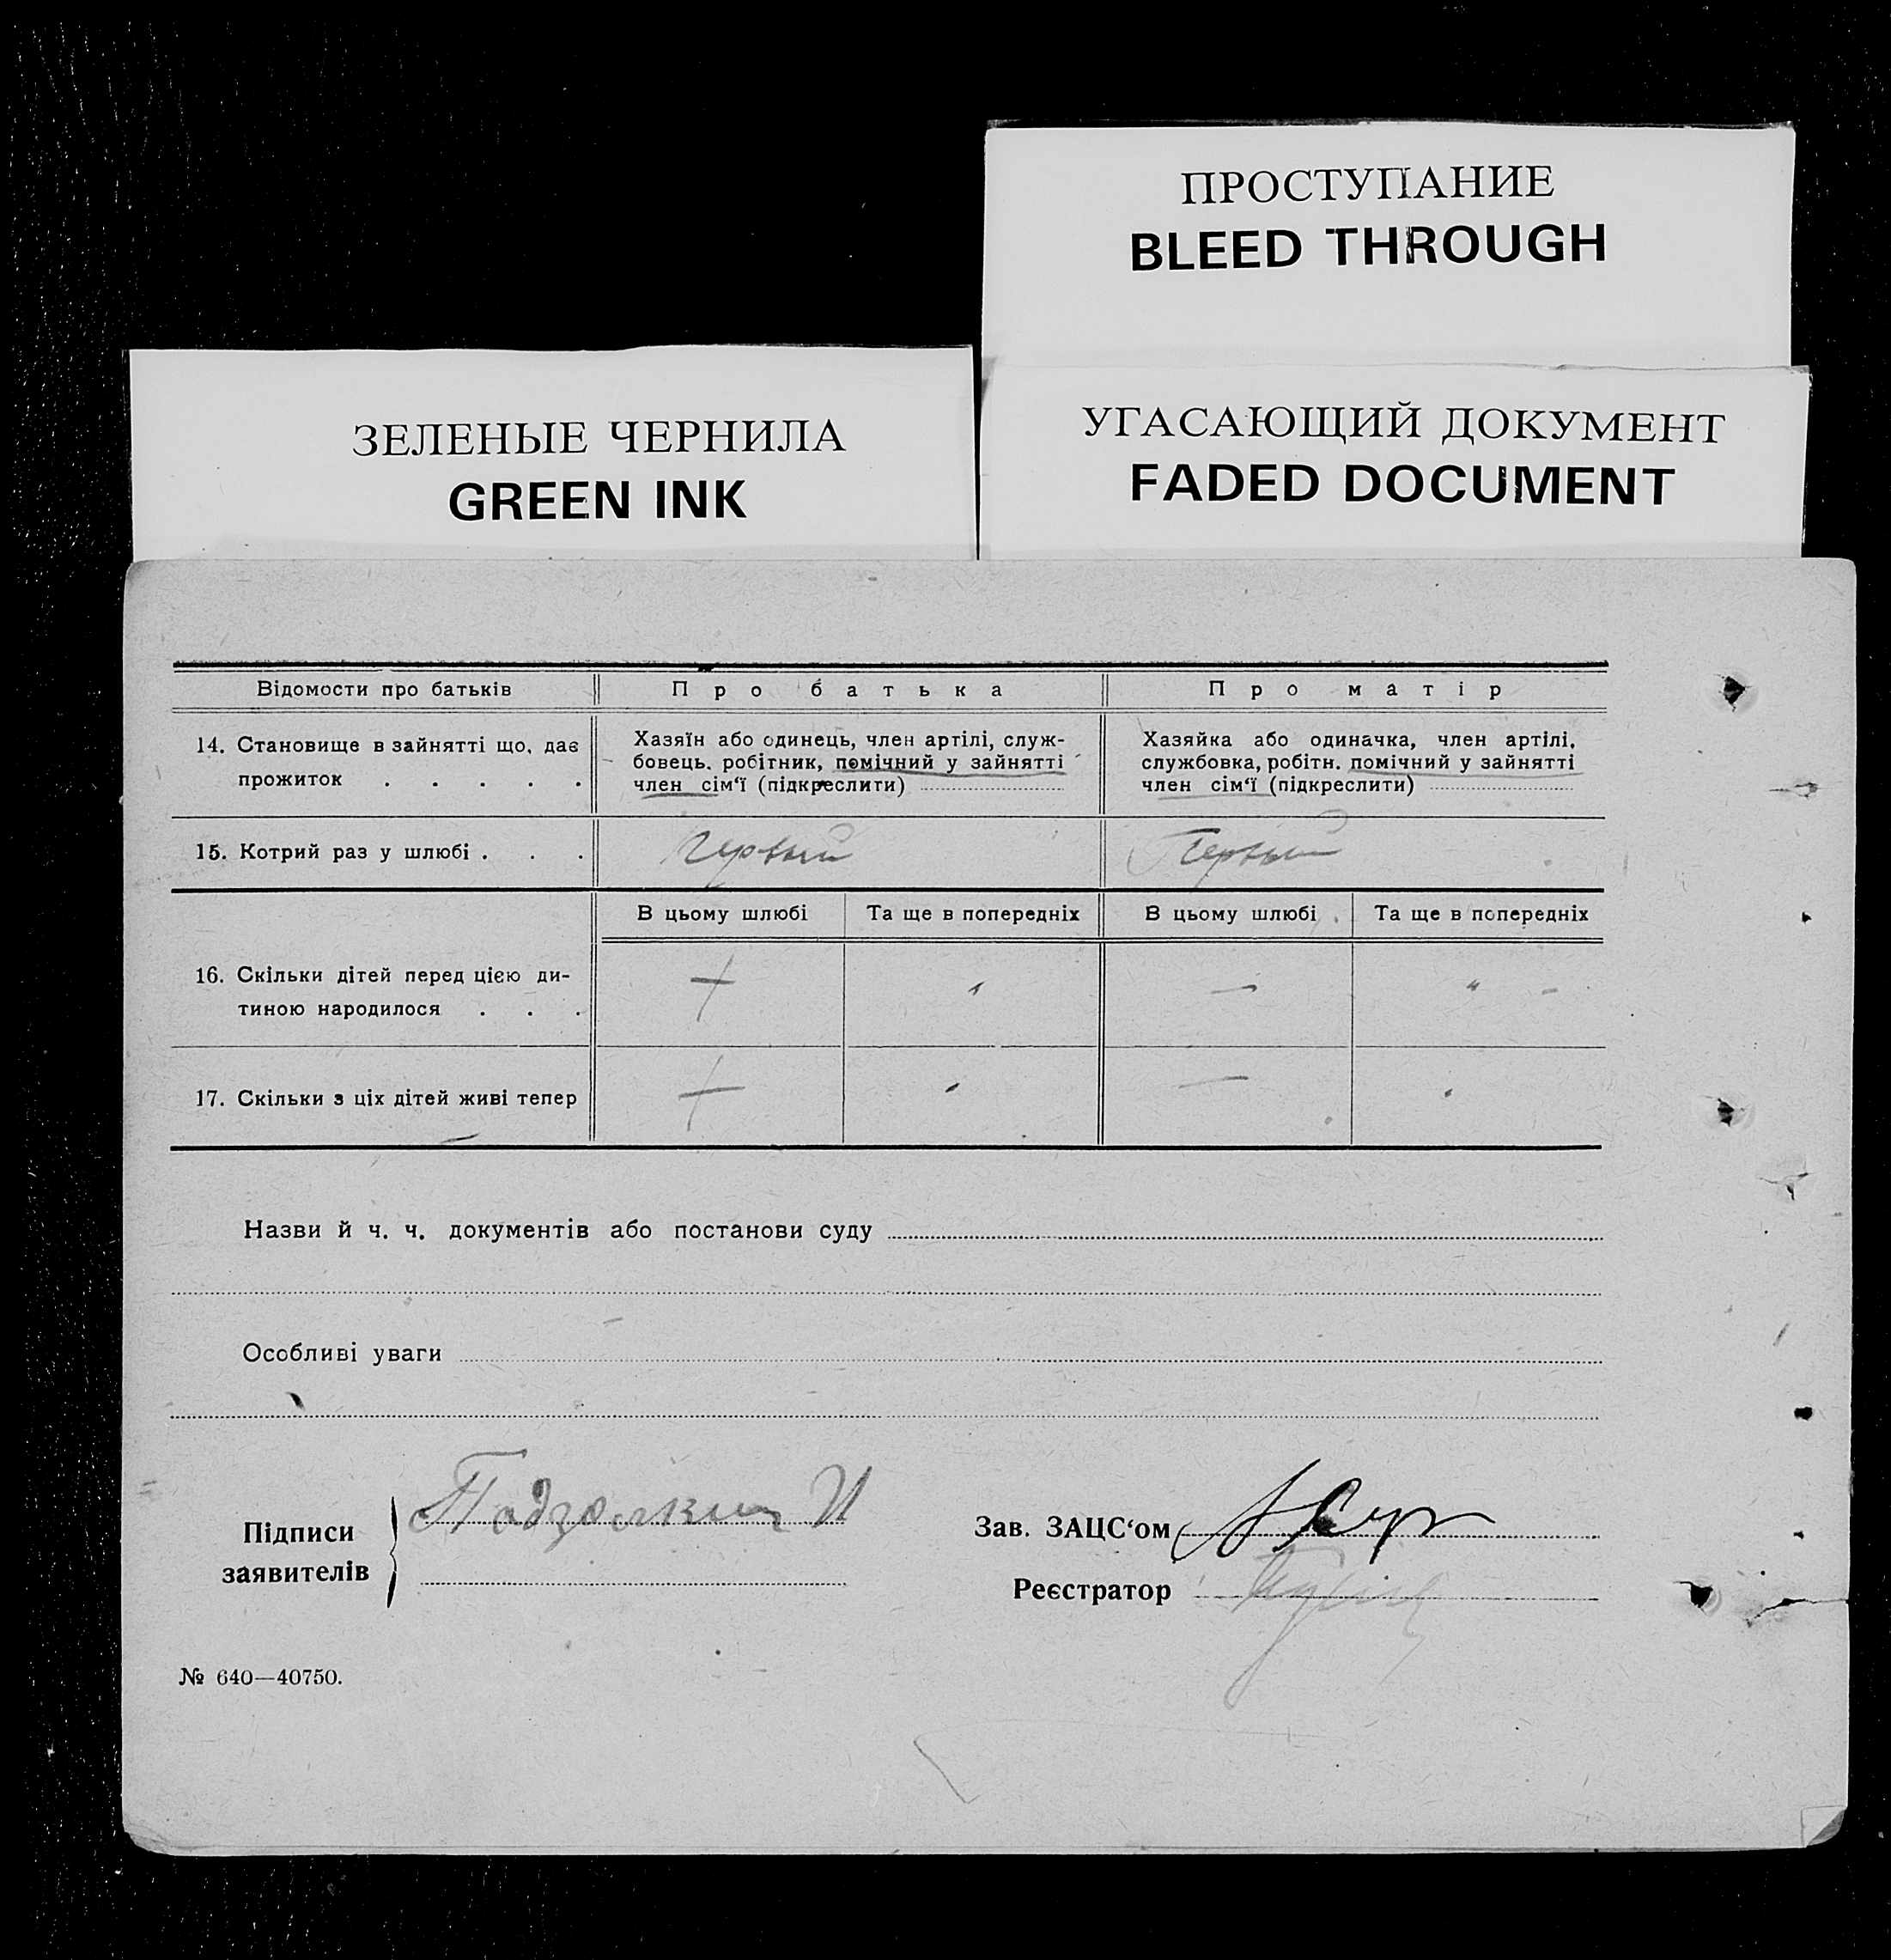 ПРОСТУПАНИЕ
BLEED THROUGH
ЗЕЛЕНЫЕ ЧЕРНИЛА
GREEN INK
УГАСАЮЩИЙ ДОКУМЕНТ
FADED DOCUMENT
Відомости про батьків
Про батька
Про матір
14. Становище в зайнятті що, дає
прожиток . . . . .
Хазяїн або одинець, член артілі, служ-
бовець. робітник, помічний у зайнятті
член сім‘ї (підкреслити)
Хазяйка або одиначка, член артілі,
службовка, робітн. помічний у зайнятті
член сім‘ї (підкреслити)
15. Котрий раз у шлюбі . . .
первый
Первый
В цьому шлюбі
Та ще в попередніх
В цьому шлюбі
Та ще в попередніх
16. Скільки дітей перед цією ди-
тиною народилося . . .
+
—
"
17. Скільки з ціх дітей живі тепер
+
—
Назви й ч. ч. документів або постанови суду
Особливі уваги
Підписи
заявителів
И
Зав. ЗАЦС‘ом
Реєстратор
№ 640—40750.